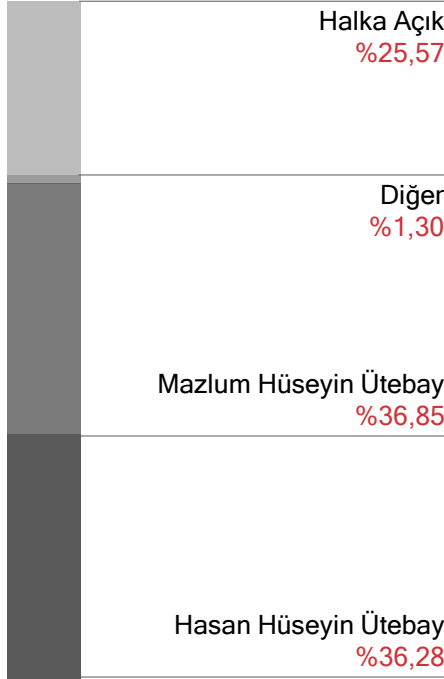 Halka Açık
%25,57
Diğer
%1,30
Mazlum Hüseyin Ütebay
%36,85
Hasan Hüseyin Ütebay
%36,28